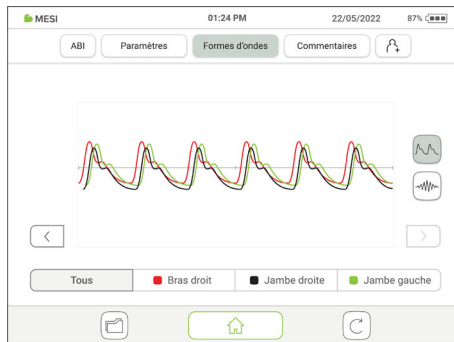 MESI 01:24 PM 22/05/2022 87%
ABI Paramètres Formes d'ondes Commentaires
Tous Bras droit Jambe droite Jambe gauche